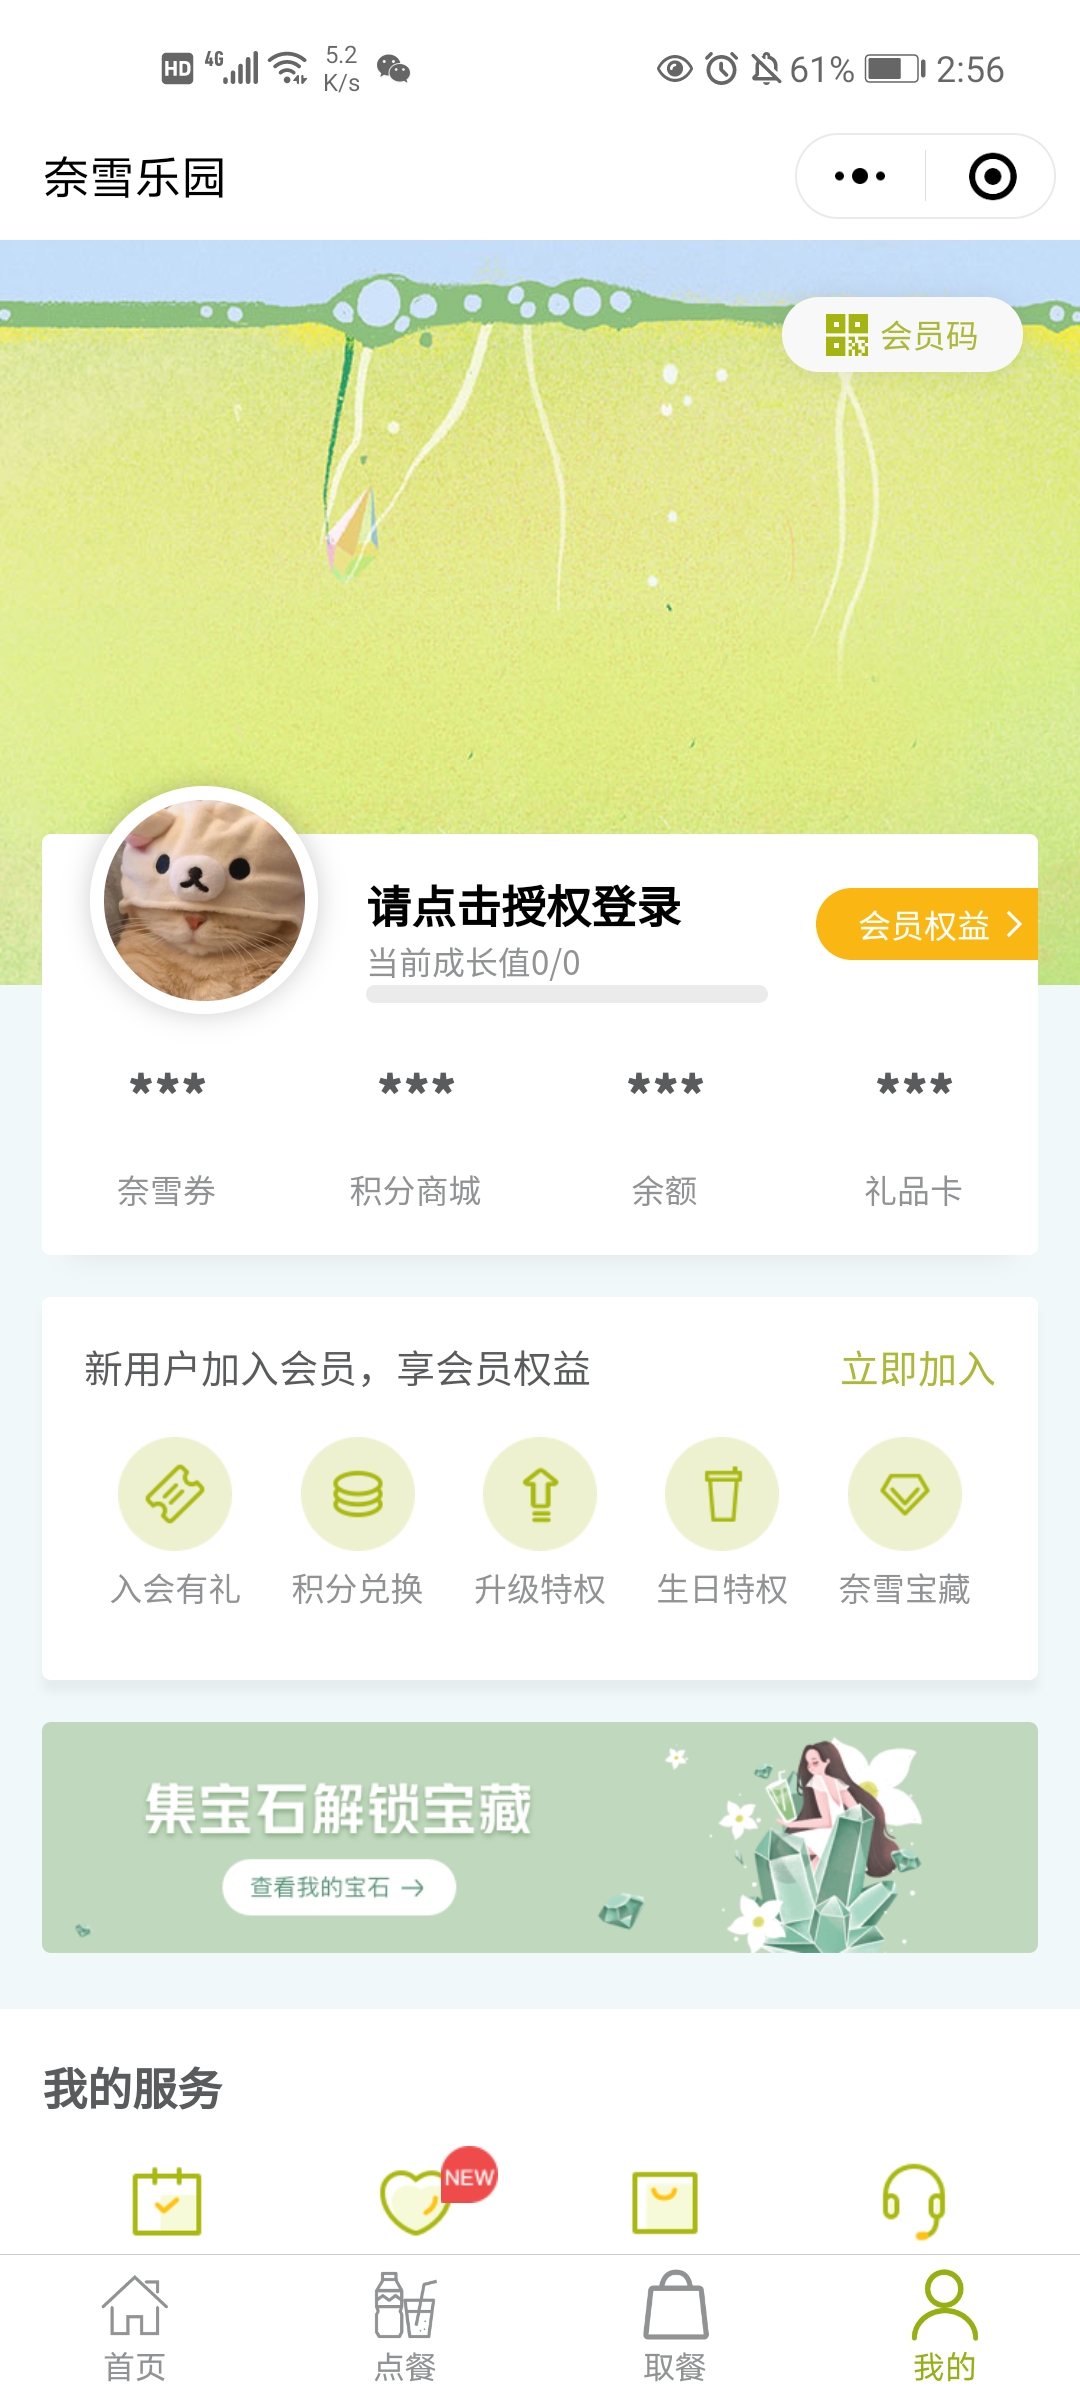 HD 4G 5.2 K/s 61% 2:56
奈雪乐园
会员码
请点击授权登录
当前成长值0/0
会员权益
*** *** *** ***
奈雪券 积分商城 余额 礼品卡
新用户加入会员，享会员权益 立即加入
入会有礼 积分兑换 升级特权 生日特权 奈雪宝藏
集宝石解锁宝藏
查看我的宝石 →
我的服务
NEW
首页 点餐 取餐 我的